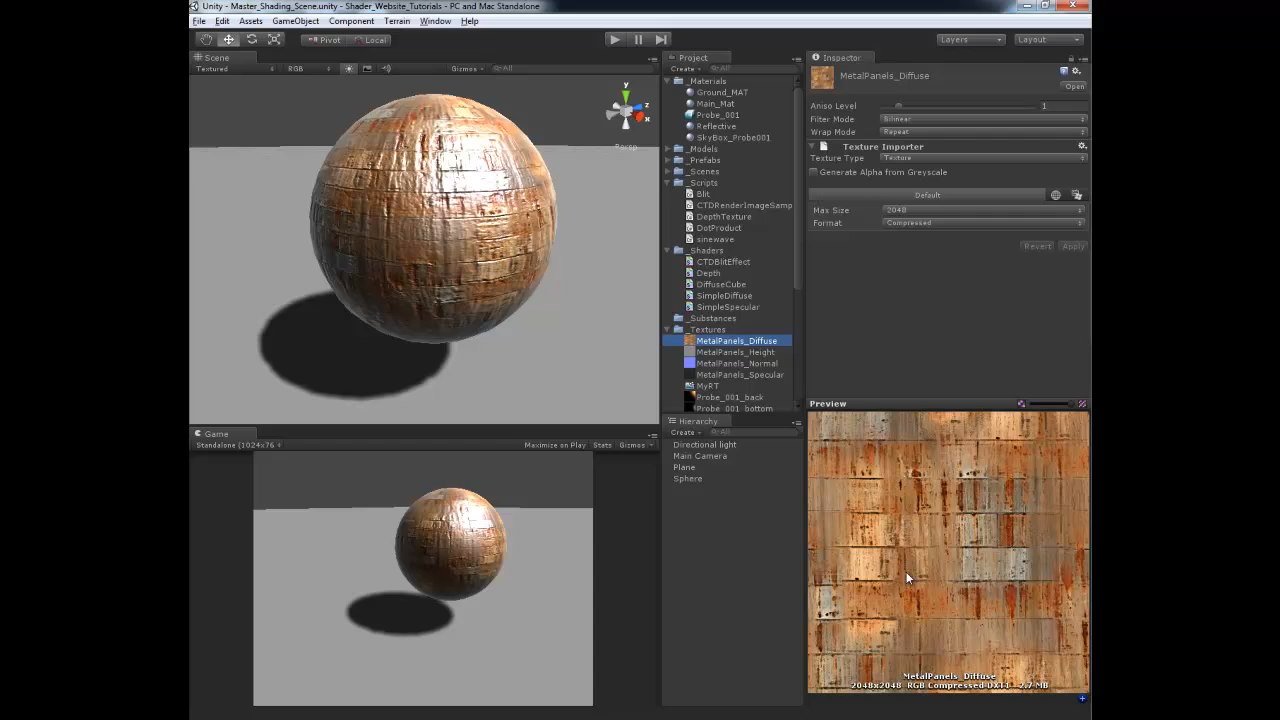 Unity - Master_Shading_Scene.unity - Shader_Website_Tutorials - PC and Mac Standalone
File Edit Assets GameObject Component Terrain Window Help
Pivot Local Layers Layout
Scene
Textured RGB Gizmos All
y
z
x
Persp
Game
Standalone (1024x76 Maximize on Play Stats Gizmos
Project
Create All
_Materials
Ground_MAT
Main_Mat
Probe_001
Reflective
SkyBox_Probe001
_Models
_Prefabs
_Scenes
_Scripts
Blit
CTDRenderImageSamp
DepthTexture
DotProduct
sinewave
_Shaders
CTDBlitEffect
Depth
DiffuseCube
SimpleDiffuse
SimpleSpecular
_Substances
_Textures
MetalPanels_Diffuse
MetalPanels_Height
MetalPanels_Normal
MetalPanels_Specular
MyRT
Probe_001_back
Probe_001_bottom
Hierarchy
Create All
Directional light
Main Camera
Plane
Sphere
Inspector
MetalPanels_Diffuse
Open
Aniso Level 1
Filter Mode Bilinear
Wrap Mode Repeat
Texture Importer
Texture Type Texture
Generate Alpha from Greyscale
Default
Max Size 2048
Format Compressed
Revert Apply
Preview
MetalPanels_Diffuse
2048x2048 RGB Compressed DXT1 2.7 MB